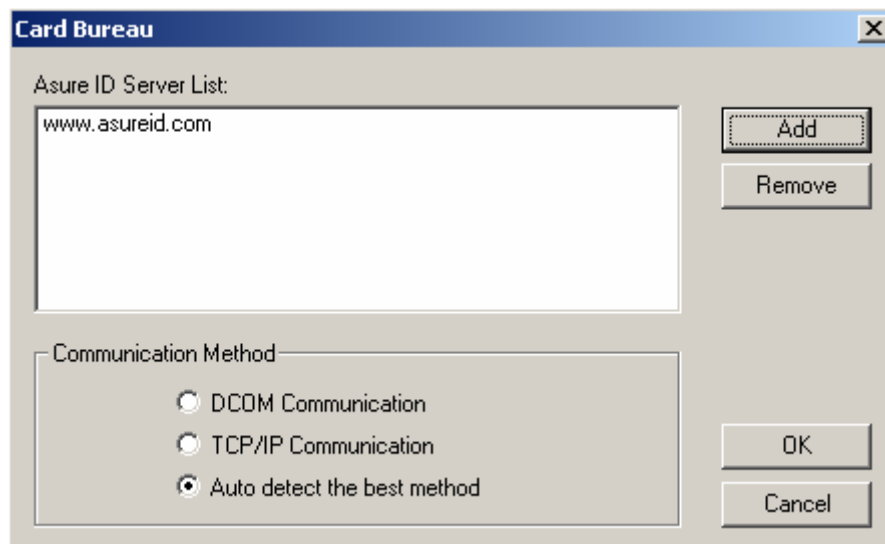 Card Bureau
Asure ID Server List:
www.asureid.com
Add
Remove
Communication Method
DCOM Communication
TCP/IP Communication
Auto detect the best method
OK
Cancel